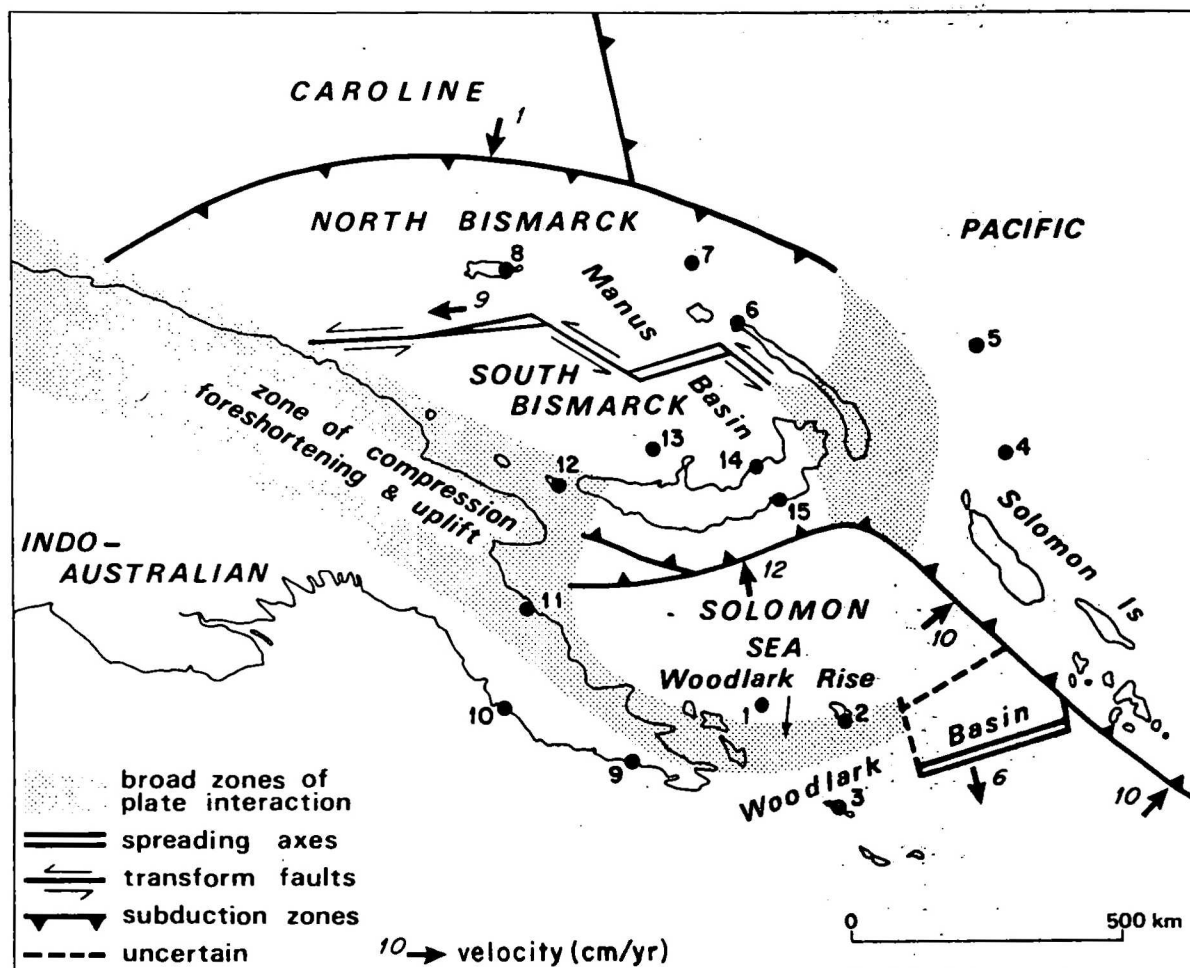 CAROLINE
1
NORTH BISMARCK
PACIFIC
8
7
Manus
9
6
5
SOUTH
BISMARCK
Basin
zone of compression
foreshortening & uplift
13
4
12
14
15
Solomon
Is
INDO-
AUSTRALIAN
12
11
SOLOMON
SEA
10
Woodlark Rise
1
2
10
Basin
9
Woodlark
6
3
10
broad zones of
plate interaction
spreading axes
transform faults
subduction zones
uncertain
10 velocity (cm/yr)
0 500 km